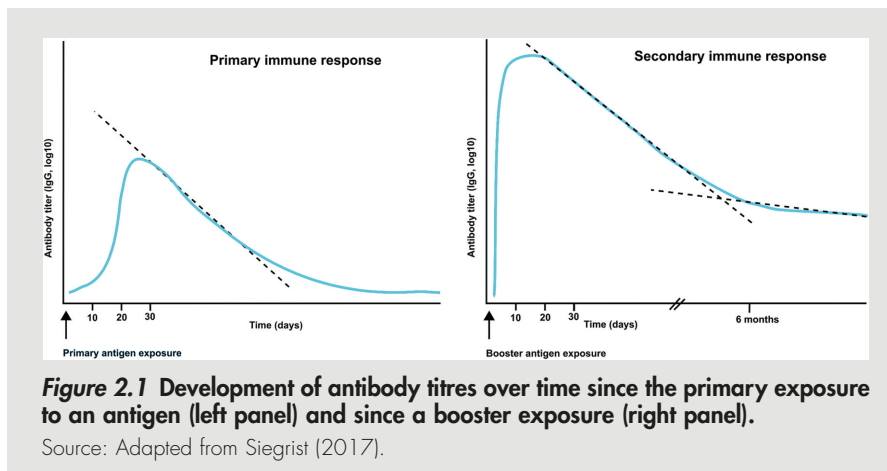 Primary immune response
Antibody titer (IgG, log10)
10 20 30
Time (days)
Primary antigen exposure
Secondary immune response
Antibody titer (IgG, log10)
10 20 30
Time (days)
6 months
Booster antigen exposure
Figure 2.1 Development of antibody titres over time since the primary exposure
to an antigen (left panel) and since a booster exposure (right panel).
Source: Adapted from Siegrist (2017).